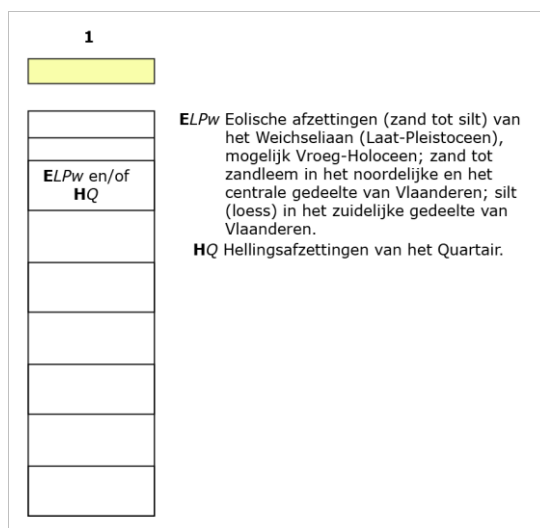 1
ELPw en/of
HQ
ELPw Eolische afzettingen (zand tot silt) van
het Weichseliaan (Laat-Pleistoceen),
mogelijk Vroeg-Holoceen; zand tot
zandleem in het noordelijke en het
centrale gedeelte van Vlaanderen; silt
(loess) in het zuidelijke gedeelte van
Vlaanderen.
HQ Hellingsafzettingen van het Quartair.